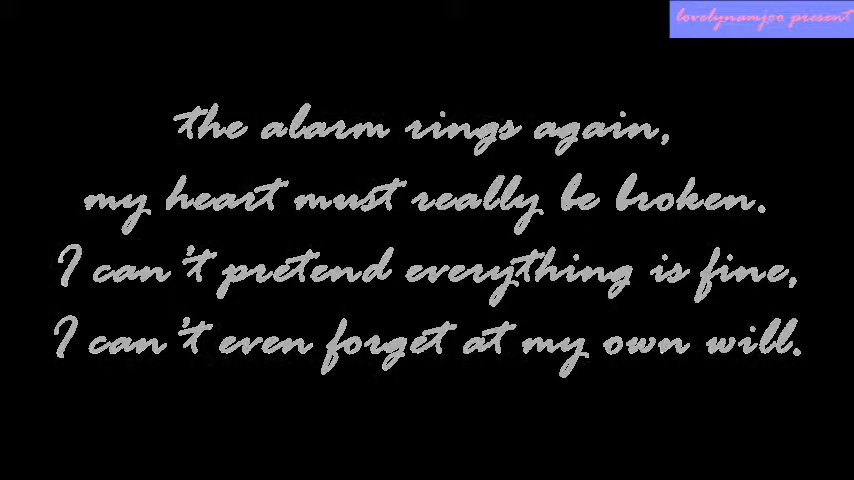 lovelynamjoo present
the alarm rings again,
my heart must really be broken.
I can't pretend everything is fine,
I can't even forget at my own will.